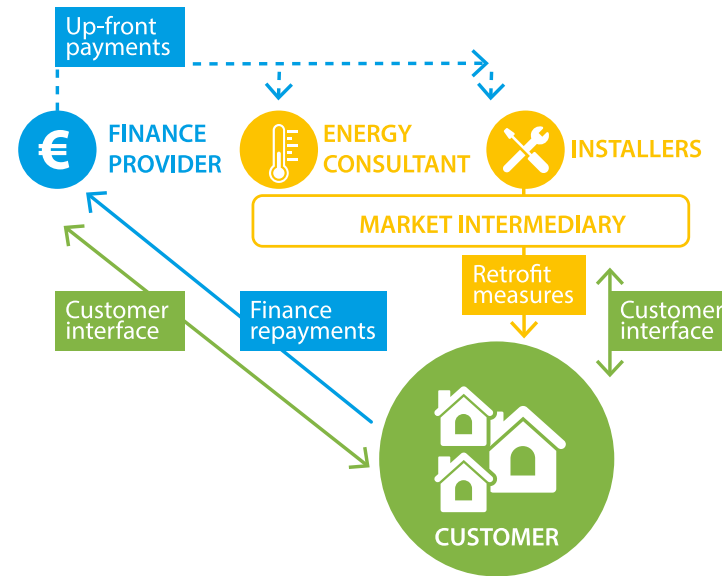 Up-front
payments
€
FINANCE
PROVIDER
ENERGY
CONSULTANT
INSTALLERS
MARKET INTERMEDIARY
Retrofit
measures
Customer
interface
Finance
repayments
Customer
interface
CUSTOMER